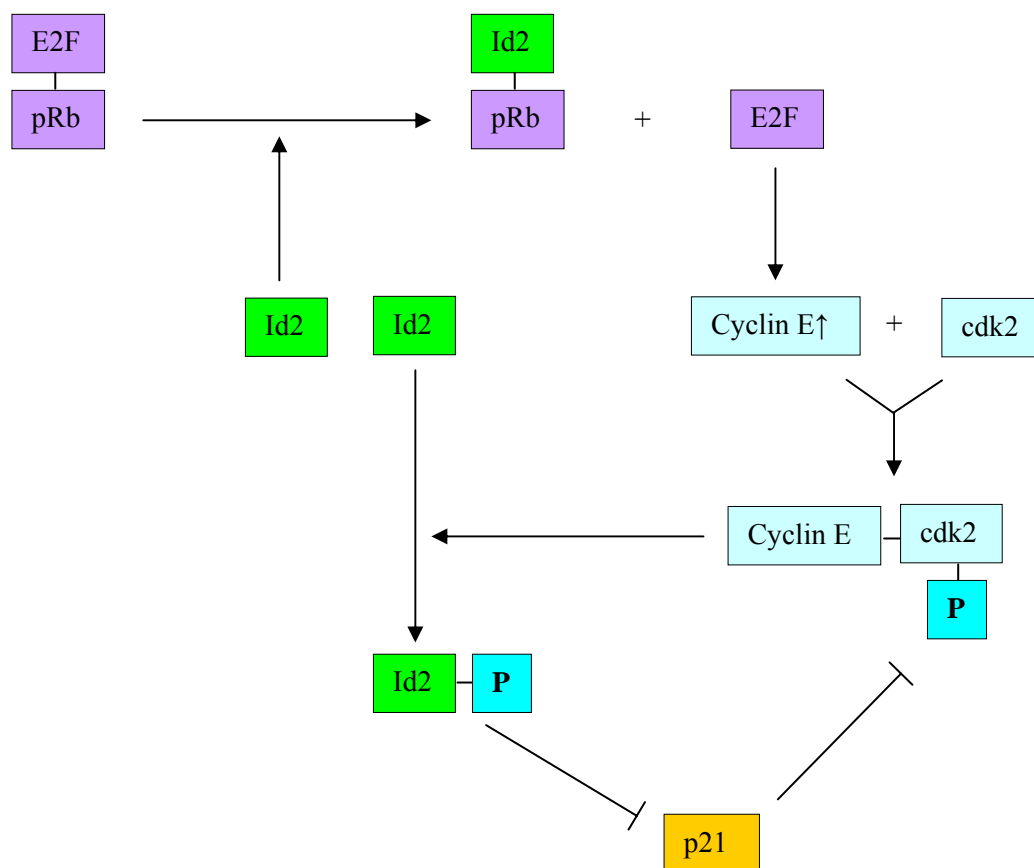 E2F
Id2
pRb
pRb
+
E2F
Id2
Id2
Cyclin E↑
+
cdk2
Cyclin E
cdk2
P
Id2
P
p21